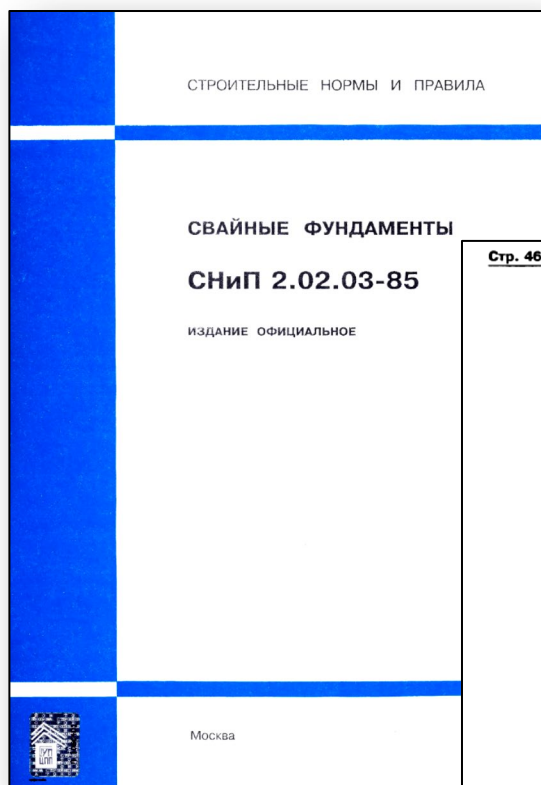 СТРОИТЕЛЬНЫЕ НОРМЫ И ПРАВИЛА
СВАЙНЫЕ ФУНДАМЕНТЫ
СНиП 2.02.03-85
ИЗДАНИЕ ОФИЦИАЛЬНОЕ
Стр. 46
Москва